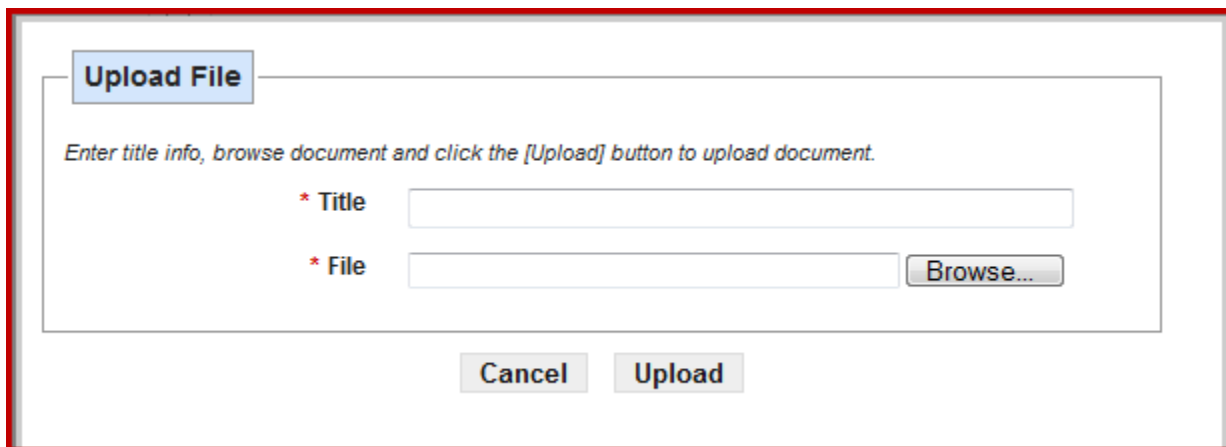 Upload File
Enter title info, browse document and click the [Upload] button to upload document.
* Title
* File
Browse...
Cancel Upload